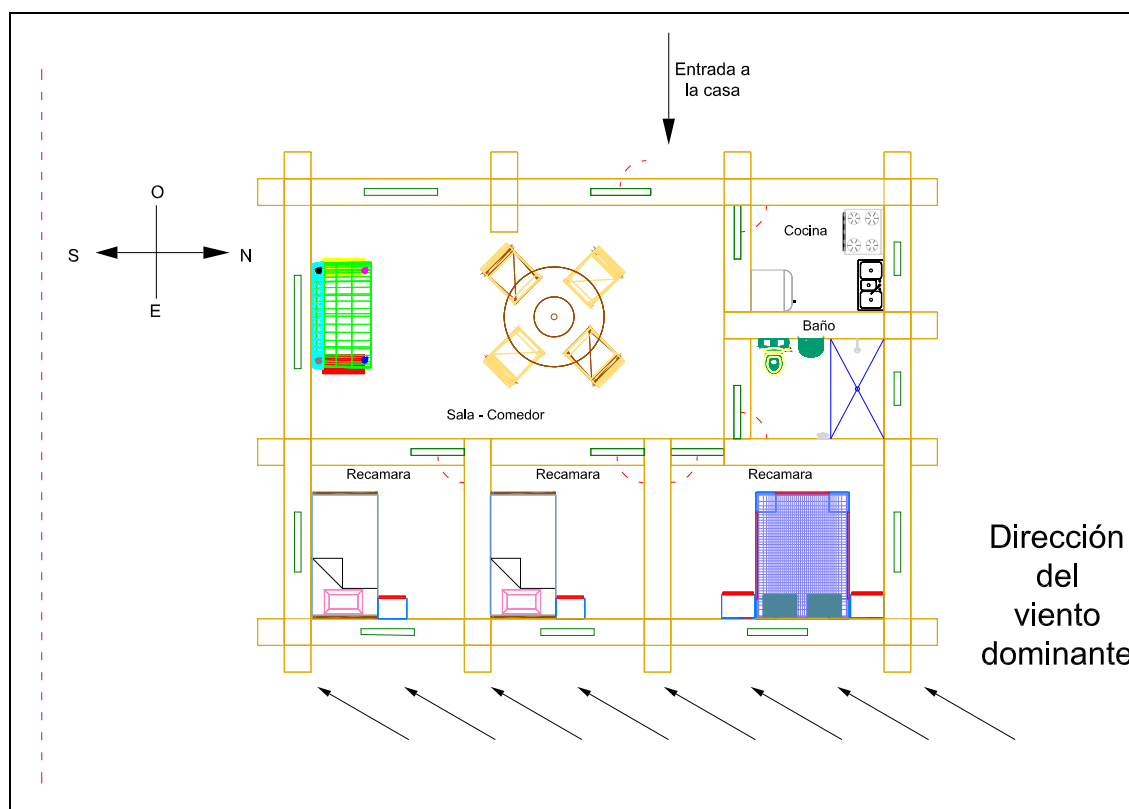 Entrada a
la casa
O
S
N
E
Cocina
Baño
Sala - Comedor
Recamara
Recamara
Recamara
Dirección
del
viento
dominante